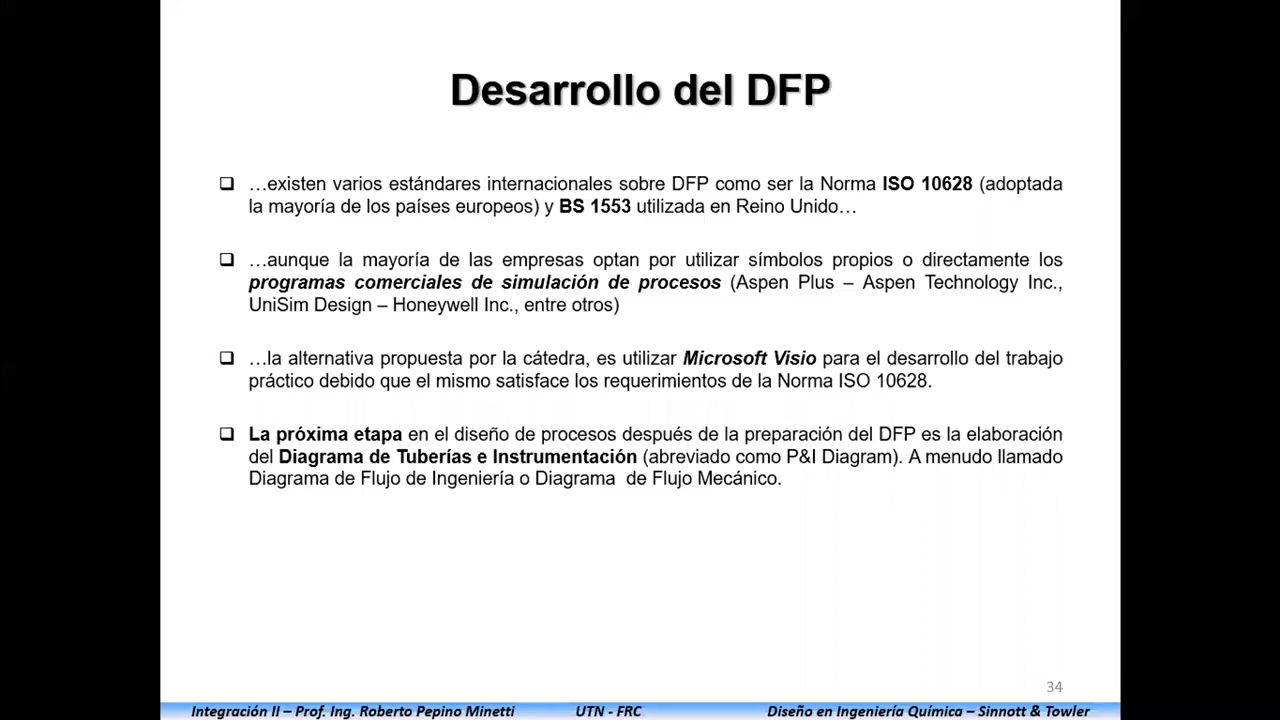 Desarrollo del DFP
…existen varios estándares internacionales sobre DFP como ser la Norma ISO 10628 (adoptada
la mayoría de los países europeos) y BS 1553 utilizada en Reino Unido…
…aunque la mayoría de las empresas optan por utilizar símbolos propios o directamente los
programas comerciales de simulación de procesos (Aspen Plus – Aspen Technology Inc.,
UniSim Design – Honeywell Inc., entre otros)
…la alternativa propuesta por la cátedra, es utilizar Microsoft Visio para el desarrollo del trabajo
práctico debido que el mismo satisface los requerimientos de la Norma ISO 10628.
La próxima etapa en el diseño de procesos después de la preparación del DFP es la elaboración
del Diagrama de Tuberías e Instrumentación (abreviado como P&I Diagram). A menudo llamado
Diagrama de Flujo de Ingeniería o Diagrama de Flujo Mecánico.
34
Integración II – Prof. Ing. Roberto Pepino Minetti UTN - FRC Diseño en Ingeniería Química – Sinnott & Towler